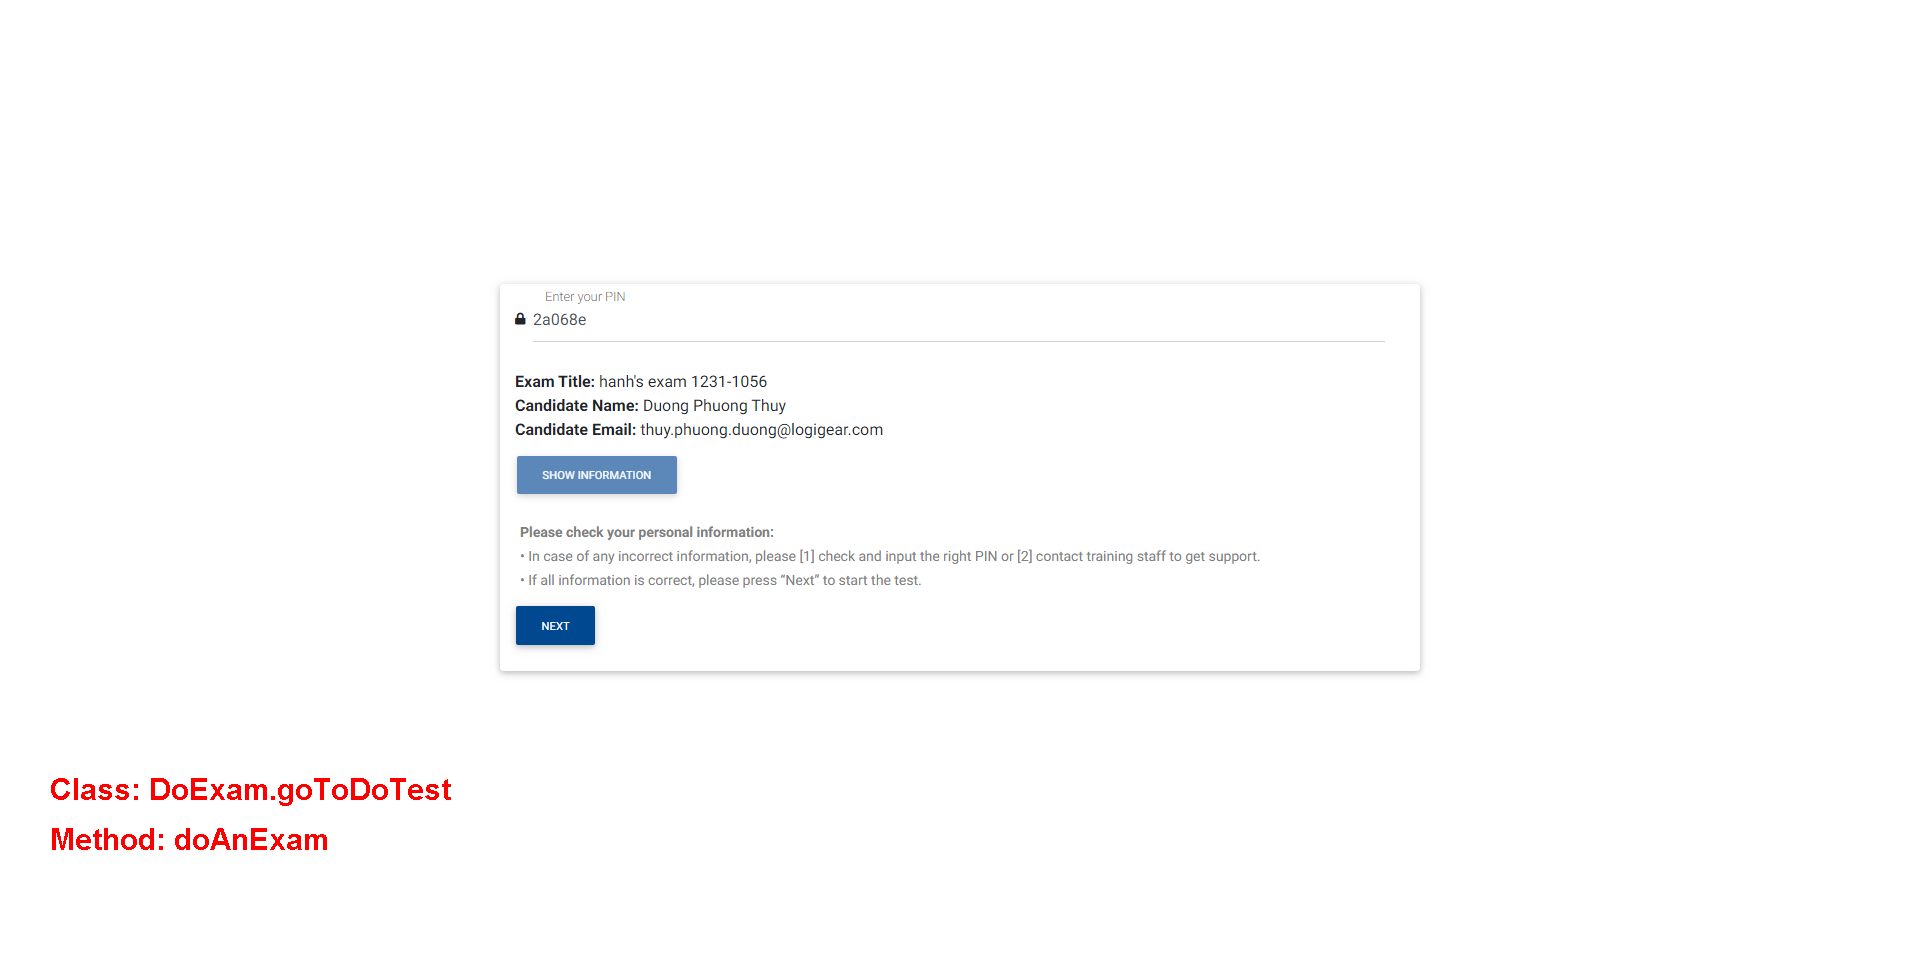 Enter your PIN
2a068e
Exam Title: hanh's exam 1231-1056
Candidate Name: Duong Phuong Thuy
Candidate Email: thuy.phuong.duong@logigear.com
SHOW INFORMATION
Please check your personal information:
• In case of any incorrect information, please [1] check and input the right PIN or [2] contact training staff to get support.
• If all information is correct, please press “Next” to start the test.
NEXT
Class: DoExam.goToDoTest
Method: doAnExam